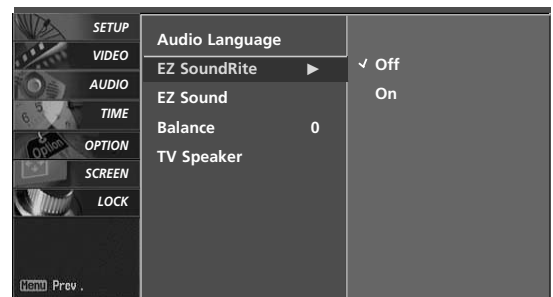 SETUP
VIDEO
AUDIO
TIME
OPTION
SCREEN
LOCK
Menu Prev .
Audio Language
EZ SoundRite ►
EZ Sound
Balance 0
TV Speaker
✓ Off
On